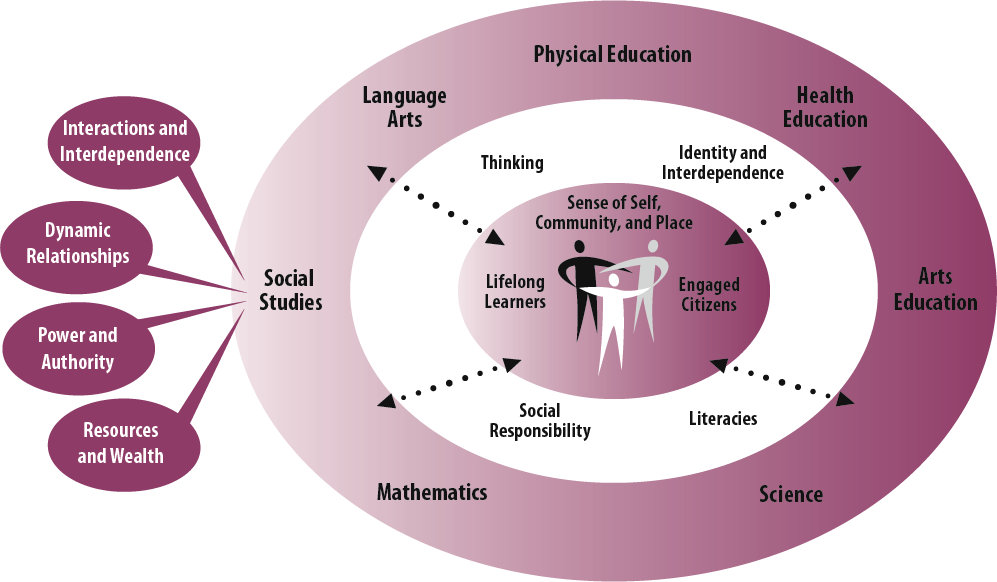 Physical Education
Language
Arts
Health
Education
Interactions and
Interdependence
Thinking
Identity and
Interdependence
Sense of Self,
Community, and Place
Dynamic
Relationships
Social
Studies
Lifelong
Learners
Engaged
Citizens
Arts
Education
Power and
Authority
Social
Responsibility
Literacies
Resources
and Wealth
Mathematics
Science